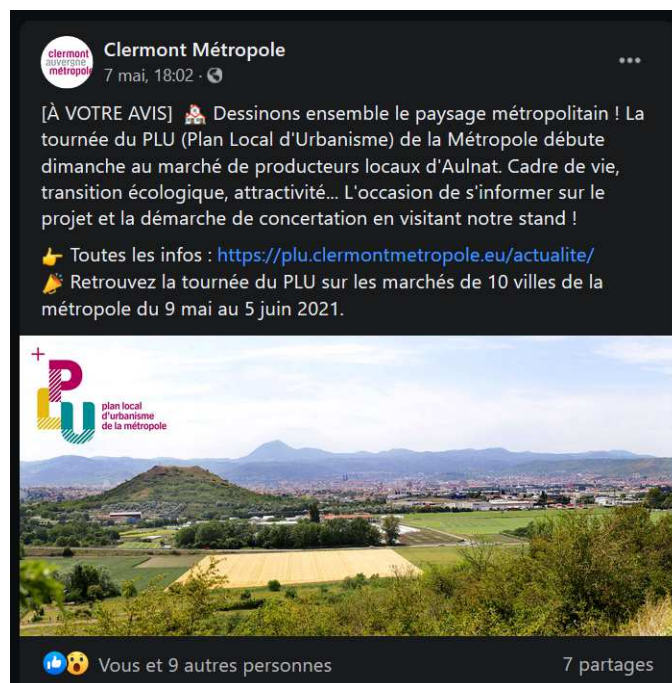 clermont
auvergne
métropole
Clermont Métropole
7 mai, 18:02 ·
[À VOTRE AVIS] Dessinons ensemble le paysage métropolitain ! La
tournée du PLU (Plan Local d'Urbanisme) de la Métropole débute
dimanche au marché de producteurs locaux d'Aulnat. Cadre de vie,
transition écologique, attractivité... L'occasion de s'informer sur le
projet et la démarche de concertation en visitant notre stand !
👉 Toutes les infos : https://plu.clermontmetropole.eu/actualite/
🎉 Retrouvez la tournée du PLU sur les marchés de 10 villes de la
métropole du 9 mai au 5 juin 2021.
PLU
plan local
d'urbanisme
de la métropole
Vous et 9 autres personnes
7 partages